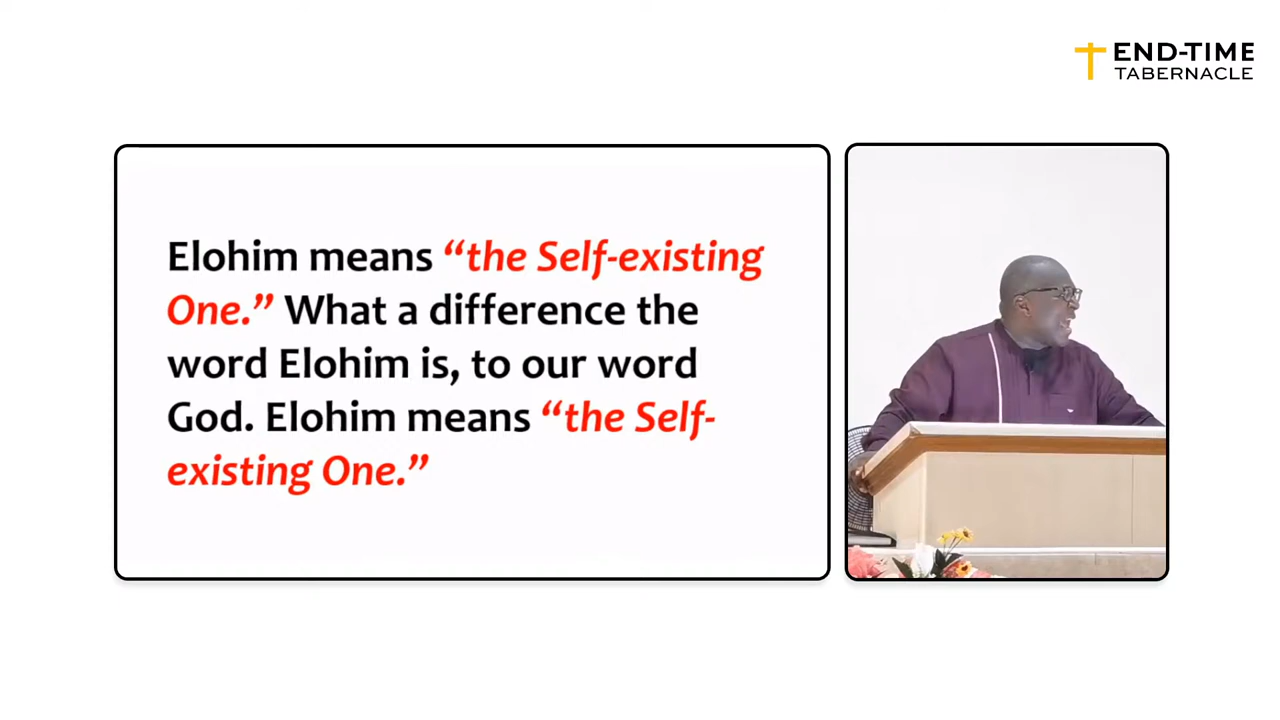 END-TIME
TABERNACLE
Elohim means “the Self-existing
One.” What a difference the
word Elohim is, to our word
God. Elohim means “the Self-
existing One.”